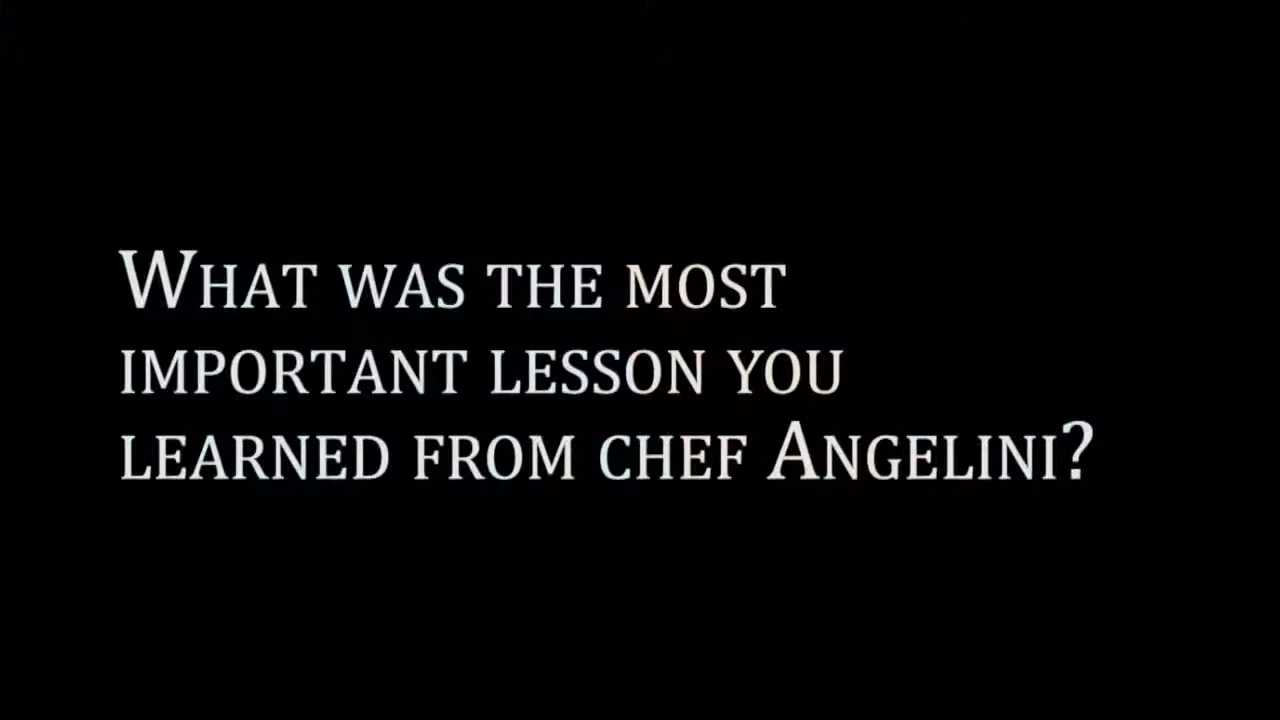 What was the most
important lesson you
learned from chef Angelini?